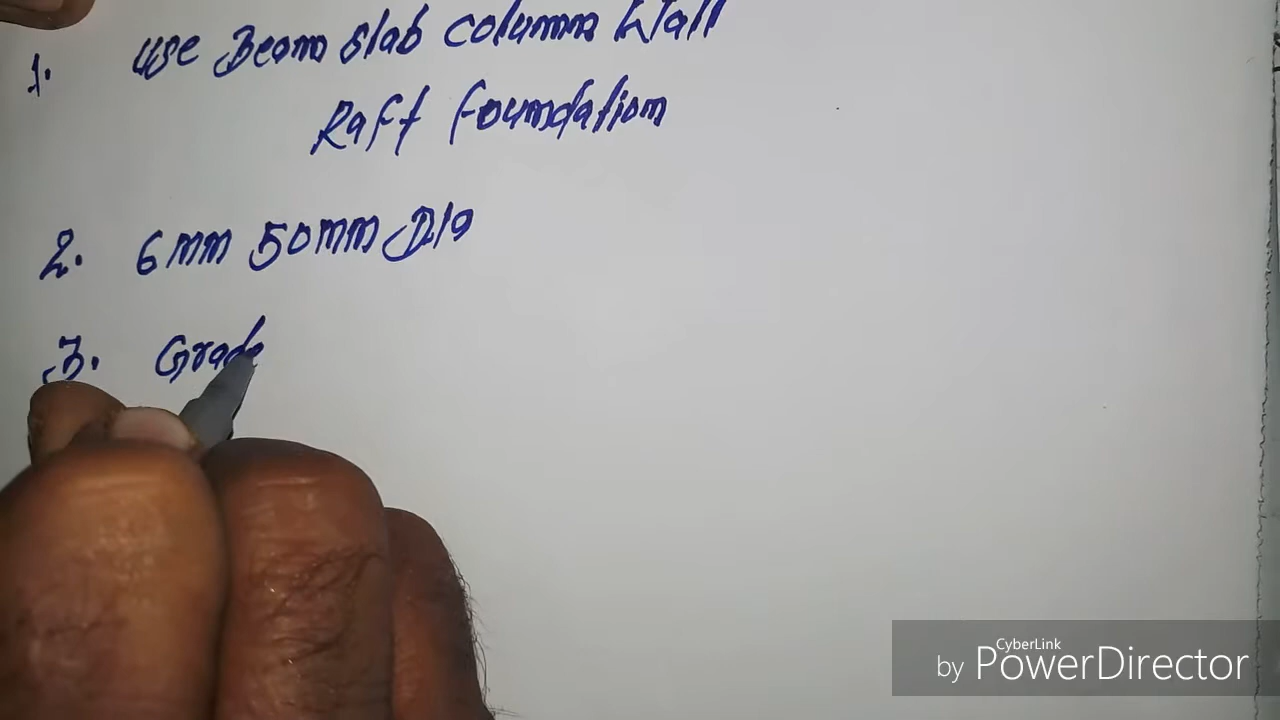 1. Use Beam Slab Column Wall
Raft Foundation
2. 6mm 50mm Dia
3. Grade
CyberLink
by PowerDirector